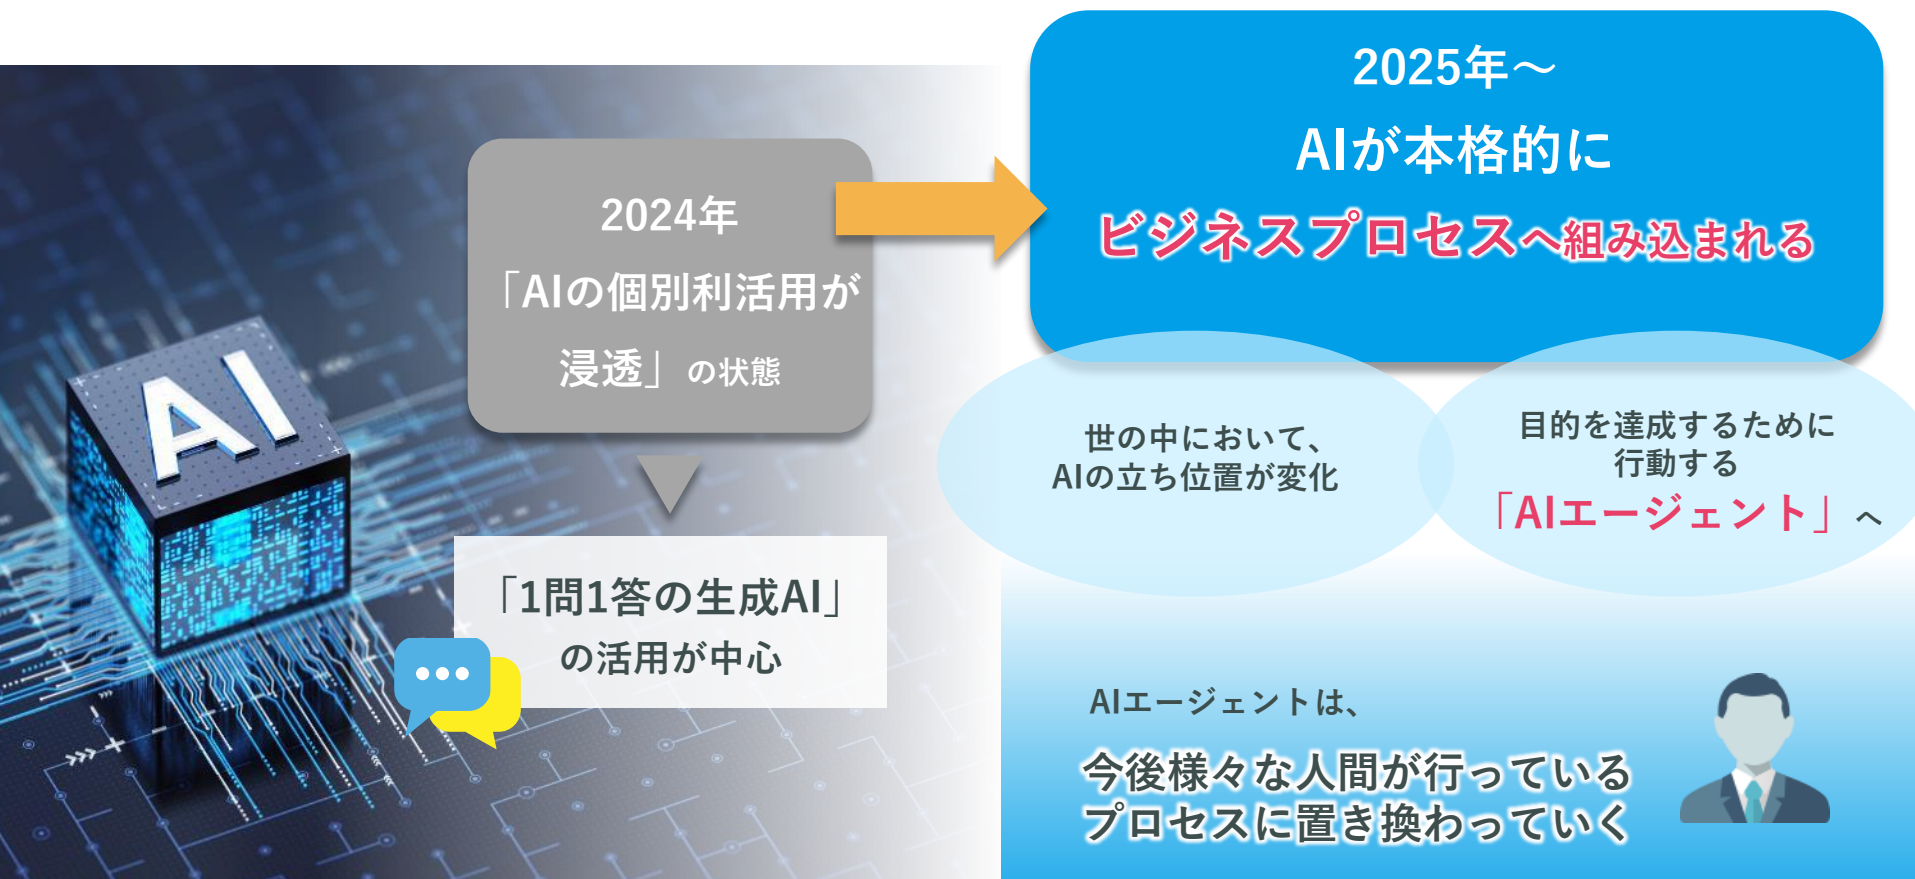 AI
2024年
「AIの個別利活用が
浸透」の状態
「1問1答の生成AI」
の活用が中心
2025年～
AIが本格的に
ビジネスプロセスへ組み込まれる
世の中において、
AIの立ち位置が変化
目的を達成するために
行動する
「AIエージェント」へ
AIエージェントは、
今後様々な人間が行っている
プロセスに置き換わっていく